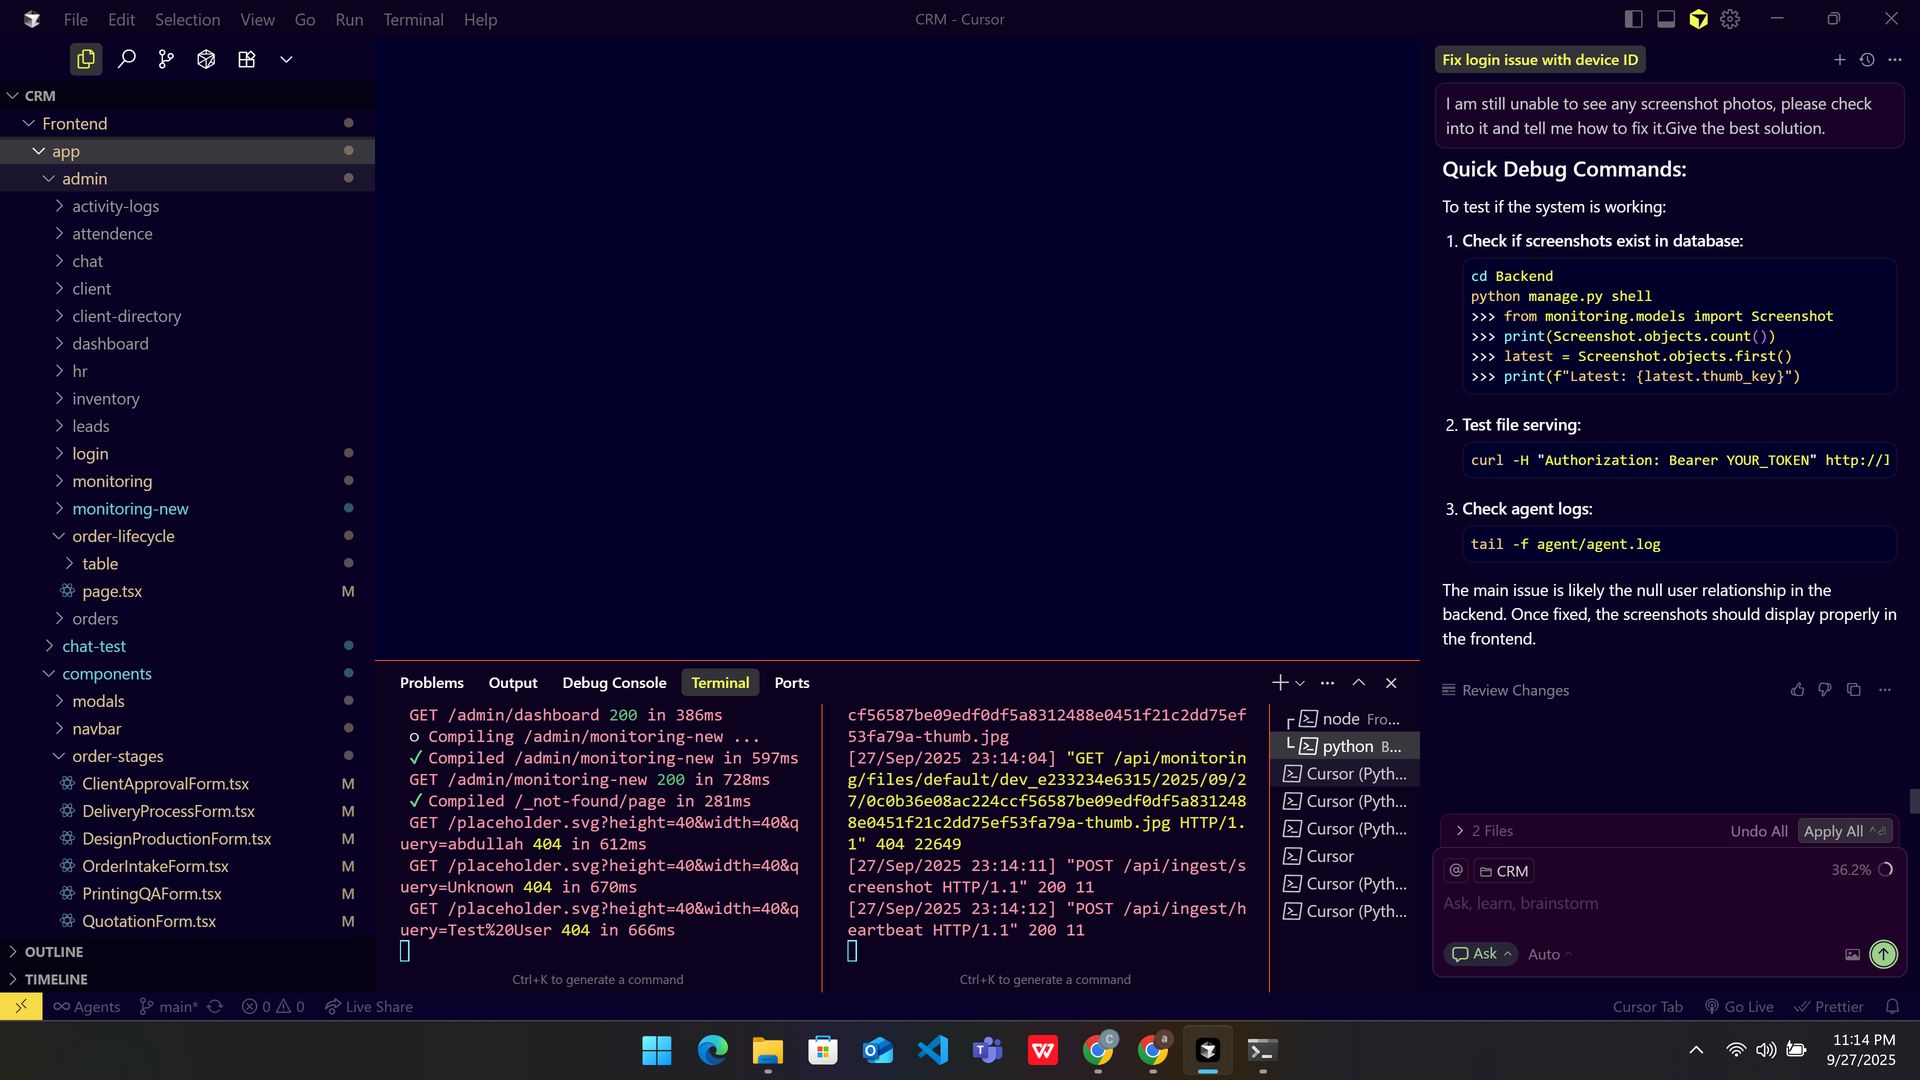 File Edit Selection View Go Run Terminal Help
CRM - Cursor
CRM
Frontend
app
admin
activity-logs
attendence
chat
client
client-directory
dashboard
hr
inventory
leads
login
monitoring
monitoring-new
order-lifecycle
table
page.tsx M
orders
chat-test
components
modals
navbar
order-stages
ClientApprovalForm.tsx M
DeliveryProcessForm.tsx M
DesignProductionForm.tsx M
OrderIntakeForm.tsx M
PrintingQAForm.tsx M
QuotationForm.tsx M
OUTLINE
TIMELINE
Problems Output Debug Console Terminal Ports
GET /admin/dashboard 200 in 386ms
○ Compiling /admin/monitoring-new ...
✓ Compiled /admin/monitoring-new in 597ms
GET /admin/monitoring-new 200 in 728ms
✓ Compiled /_not-found/page in 281ms
GET /placeholder.svg?height=40&width=40&q
uery=abdullah 404 in 612ms
GET /placeholder.svg?height=40&width=40&q
uery=Unknown 404 in 670ms
GET /placeholder.svg?height=40&width=40&q
uery=Test%20User 404 in 666ms
Ctrl+K to generate a command
cf56587be09edf0df5a8312488e0451f21c2dd75ef
53fa79a-thumb.jpg
[27/Sep/2025 23:14:04] "GET /api/monitorin
g/files/default/dev_e233234e6315/2025/09/2
7/0c0b36e08ac224ccf56587be09edf0df5a831248
8e0451f21c2dd75ef53fa79a-thumb.jpg HTTP/1.
1" 404 22649
[27/Sep/2025 23:14:11] "POST /api/ingest/s
creenshot HTTP/1.1" 200 11
[27/Sep/2025 23:14:12] "POST /api/ingest/h
eartbeat HTTP/1.1" 200 11
Ctrl+K to generate a command
node Fro...
python B...
Cursor (Pyth...
Cursor (Pyth...
Cursor (Pyth...
Cursor
Cursor (Pyth...
Cursor (Pyth...
Fix login issue with device ID
I am still unable to see any screenshot photos, please check
into it and tell me how to fix it.Give the best solution.
Quick Debug Commands:
To test if the system is working:
1. Check if screenshots exist in database:
cd Backend
python manage.py shell
>>> from monitoring.models import Screenshot
>>> print(Screenshot.objects.count())
>>> latest = Screenshot.objects.first()
>>> print(f"Latest: {latest.thumb_key}")
2. Test file serving:
curl -H "Authorization: Bearer YOUR_TOKEN" http://l
3. Check agent logs:
tail -f agent/agent.log
The main issue is likely the null user relationship in the
backend. Once fixed, the screenshots should display properly in
the frontend.
Review Changes
2 Files Undo All Apply All
@ CRM 36.2%
Ask, learn, brainstorm
Ask Auto
Agents main* 0 0 Live Share
Cursor Tab Go Live Prettier
11:14 PM
9/27/2025